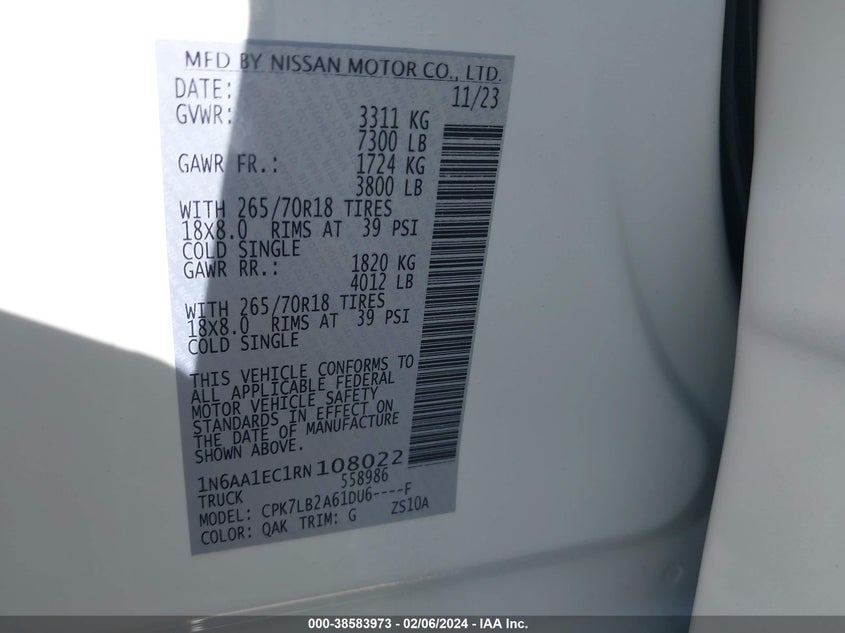 MFD BY NISSAN MOTOR CO., LTD.
DATE: 11/23
GVWR: 3311 KG
7300 LB
GAWR FR.: 1724 KG
3800 LB
WITH 265/70R18 TIRES
18X8.0 RIMS AT 39 PSI
COLD SINGLE
GAWR RR.: 1820 KG
4012 LB
WITH 265/70R18 TIRES
18X8.0 RIMS AT 39 PSI
COLD SINGLE
THIS VEHICLE CONFORMS TO
ALL APPLICABLE FEDERAL
MOTOR VEHICLE SAFETY
STANDARDS IN EFFECT ON
THE DATE OF MANUFACTURE
SHOWN ABOVE.
1N6AA1EC1RN108022
TRUCK 558986
MODEL: CPK7LB2A61DU6----F
COLOR: QAK TRIM: G ZS10A
000-38583973 - 02/06/2024 - IAA Inc.